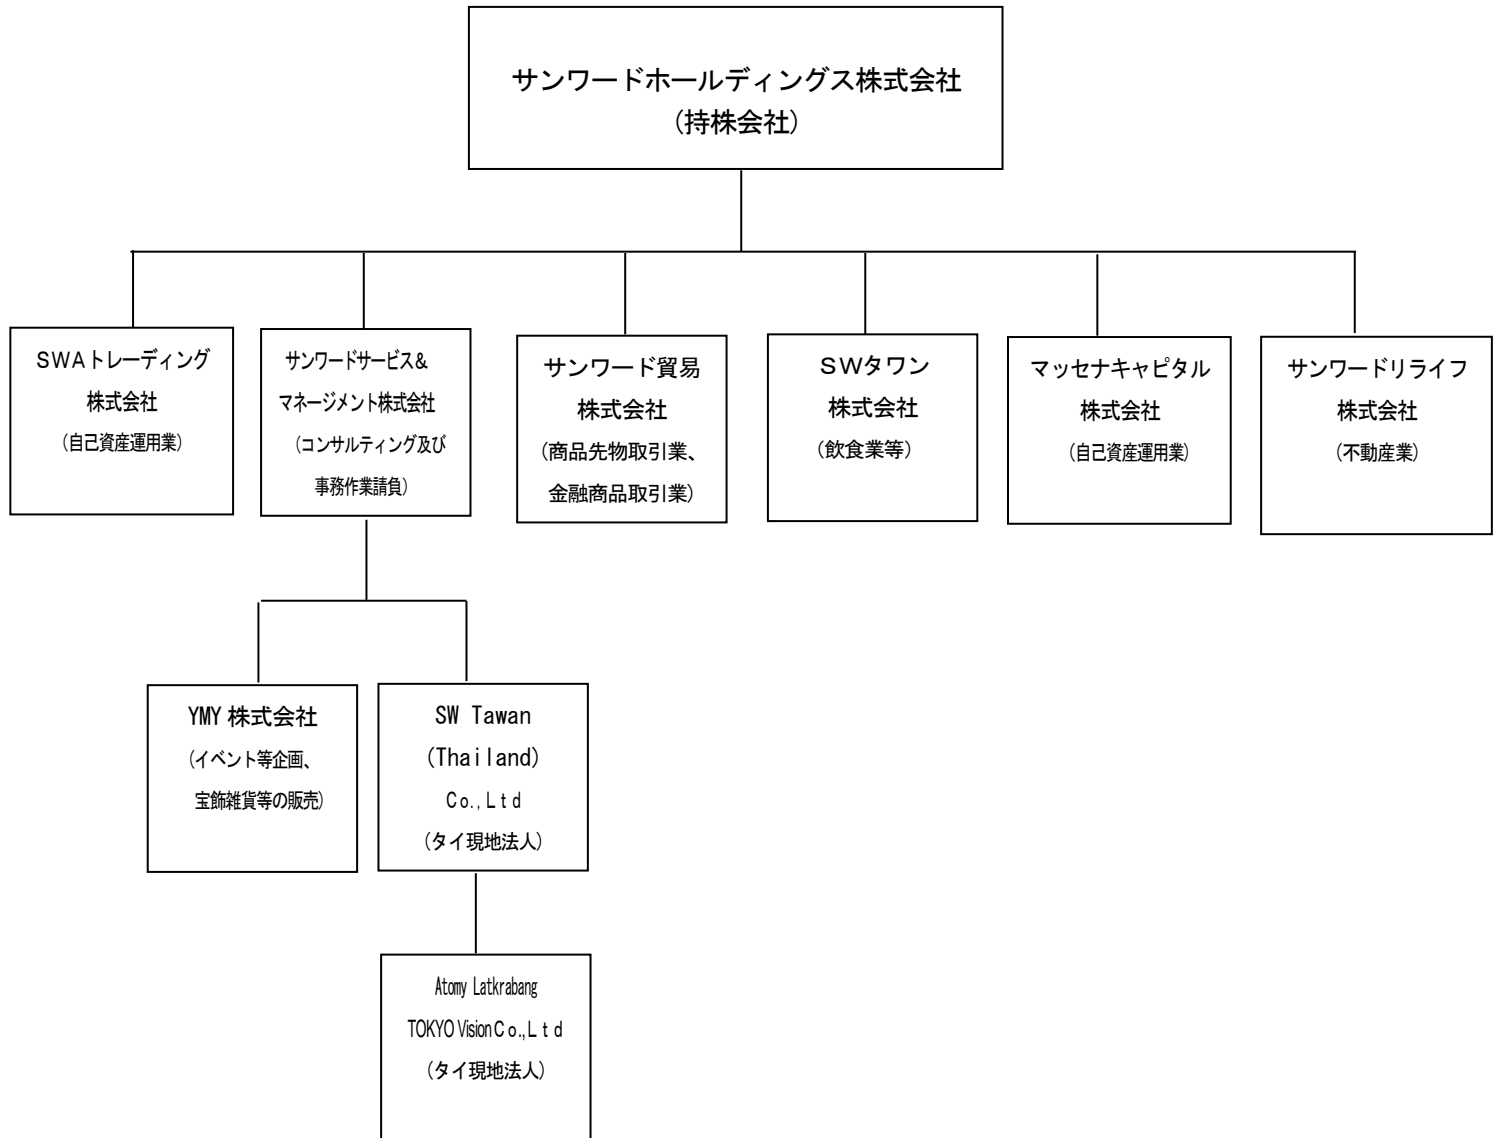 サンワードホールディングス株式会社
（持株会社）
ＳＷＡトレーディング
株式会社
（自己資産運用業）
サンワードサービス＆
マネージメント株式会社
（コンサルティング及び
事務作業請負）
サンワード貿易
株式会社
（商品先物取引業、
金融商品取引業）
ＳＷタワン
株式会社
（飲食業等）
マッセナキャピタル
株式会社
（自己資産運用業）
サンワードリライフ
株式会社
（不動産業）
YMY 株式会社
（イベント等企画、
宝飾雑貨等の販売）
SW Tawan
(Thailand)
Ｃｏ.,Ｌｔｄ
（タイ現地法人）
Atomy Latkrabang
TOKYO Vision Ｃｏ.,Ｌｔｄ
（タイ現地法人）